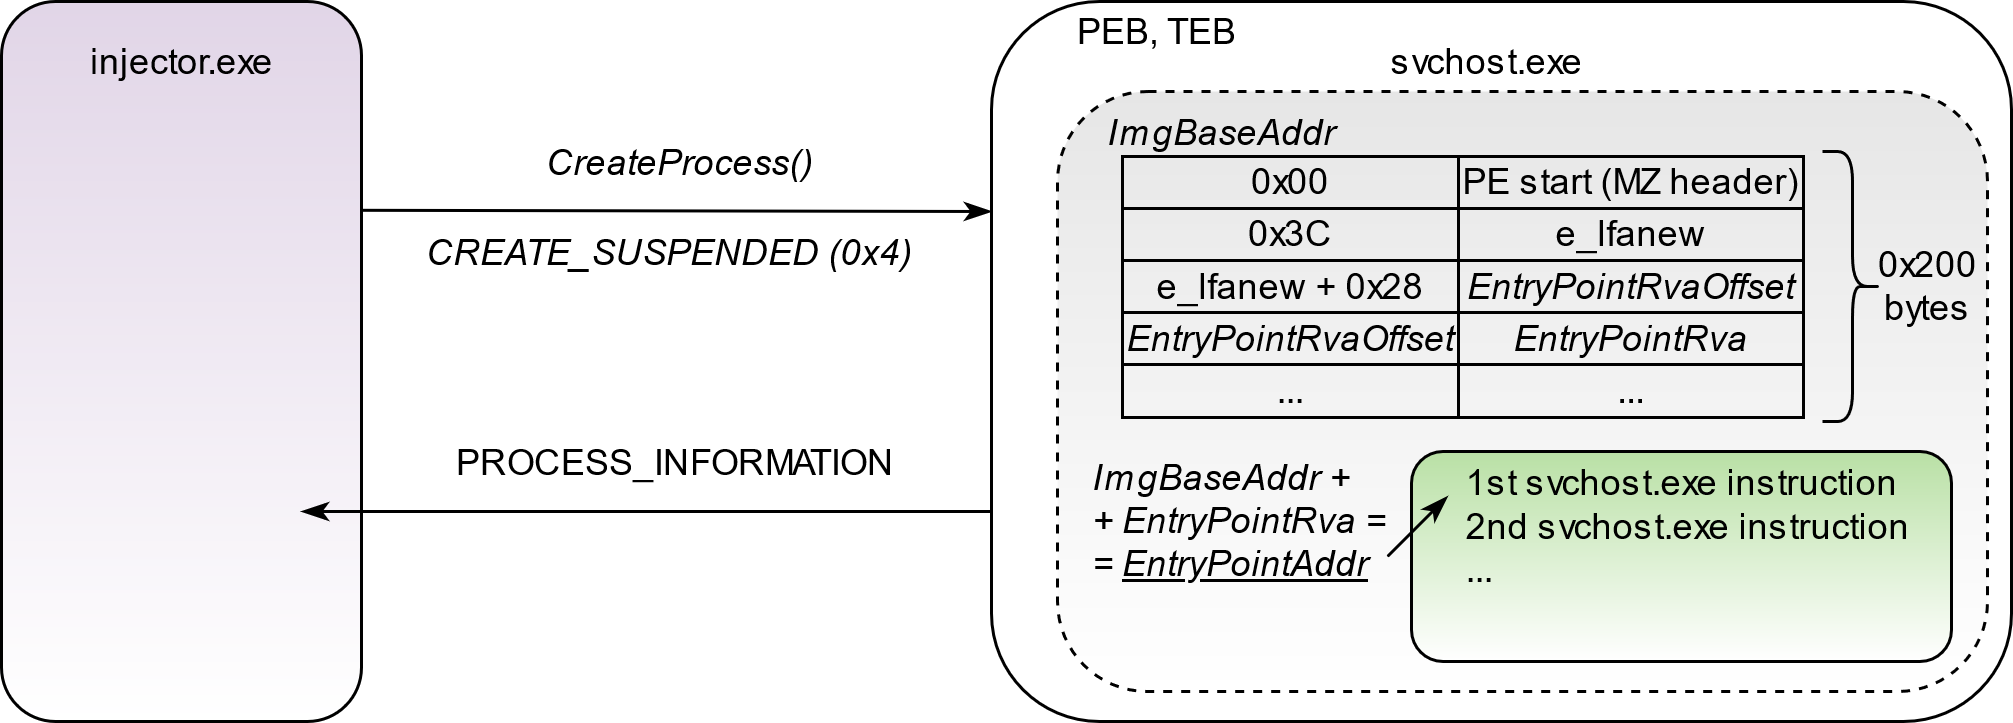 injector.exe
CreateProcess()
CREATE_SUSPENDED (0x4)
PROCESS_INFORMATION
PEB, TEB
svchost.exe
ImgBaseAddr
0x00 PE start (MZ header)
0x3C e_lfanew
e_lfanew + 0x28 EntryPointRvaOffset
EntryPointRvaOffset EntryPointRva
... ...
0x200
bytes
ImgBaseAddr +
+ EntryPointRva =
= EntryPointAddr
1st svchost.exe instruction
2nd svchost.exe instruction
...